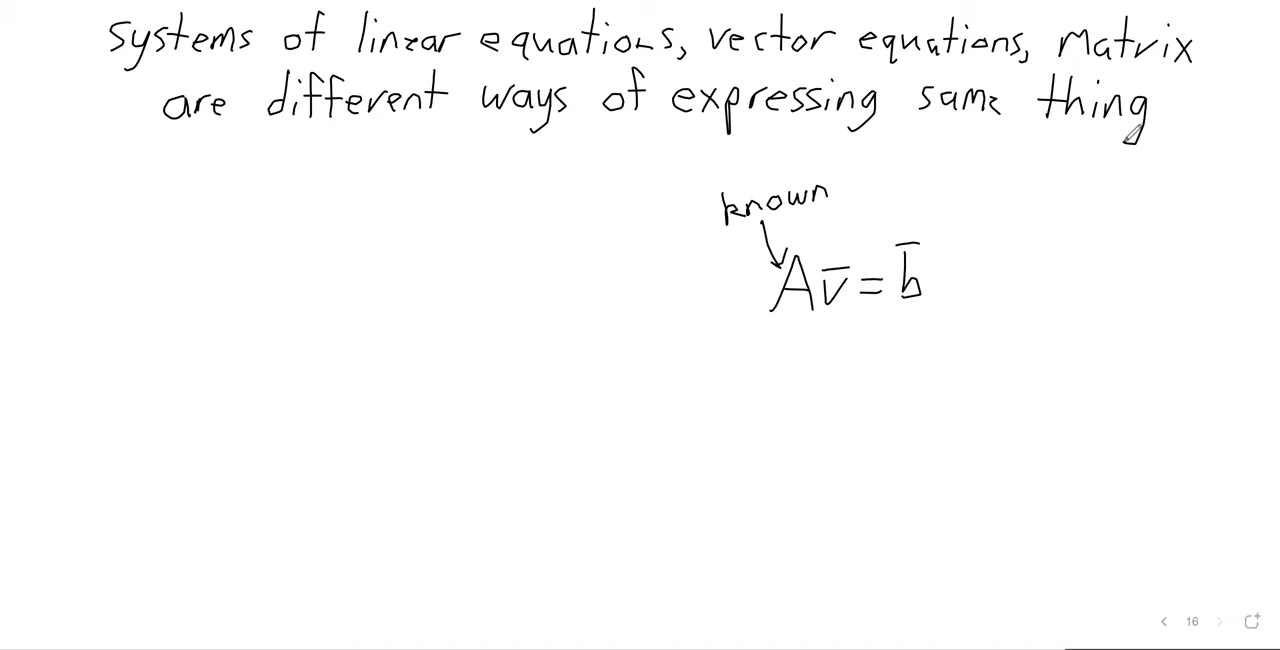 systems of linear equations, vector equations, matrix
are different ways of expressing same thing
known
Av̄ = b̄
16